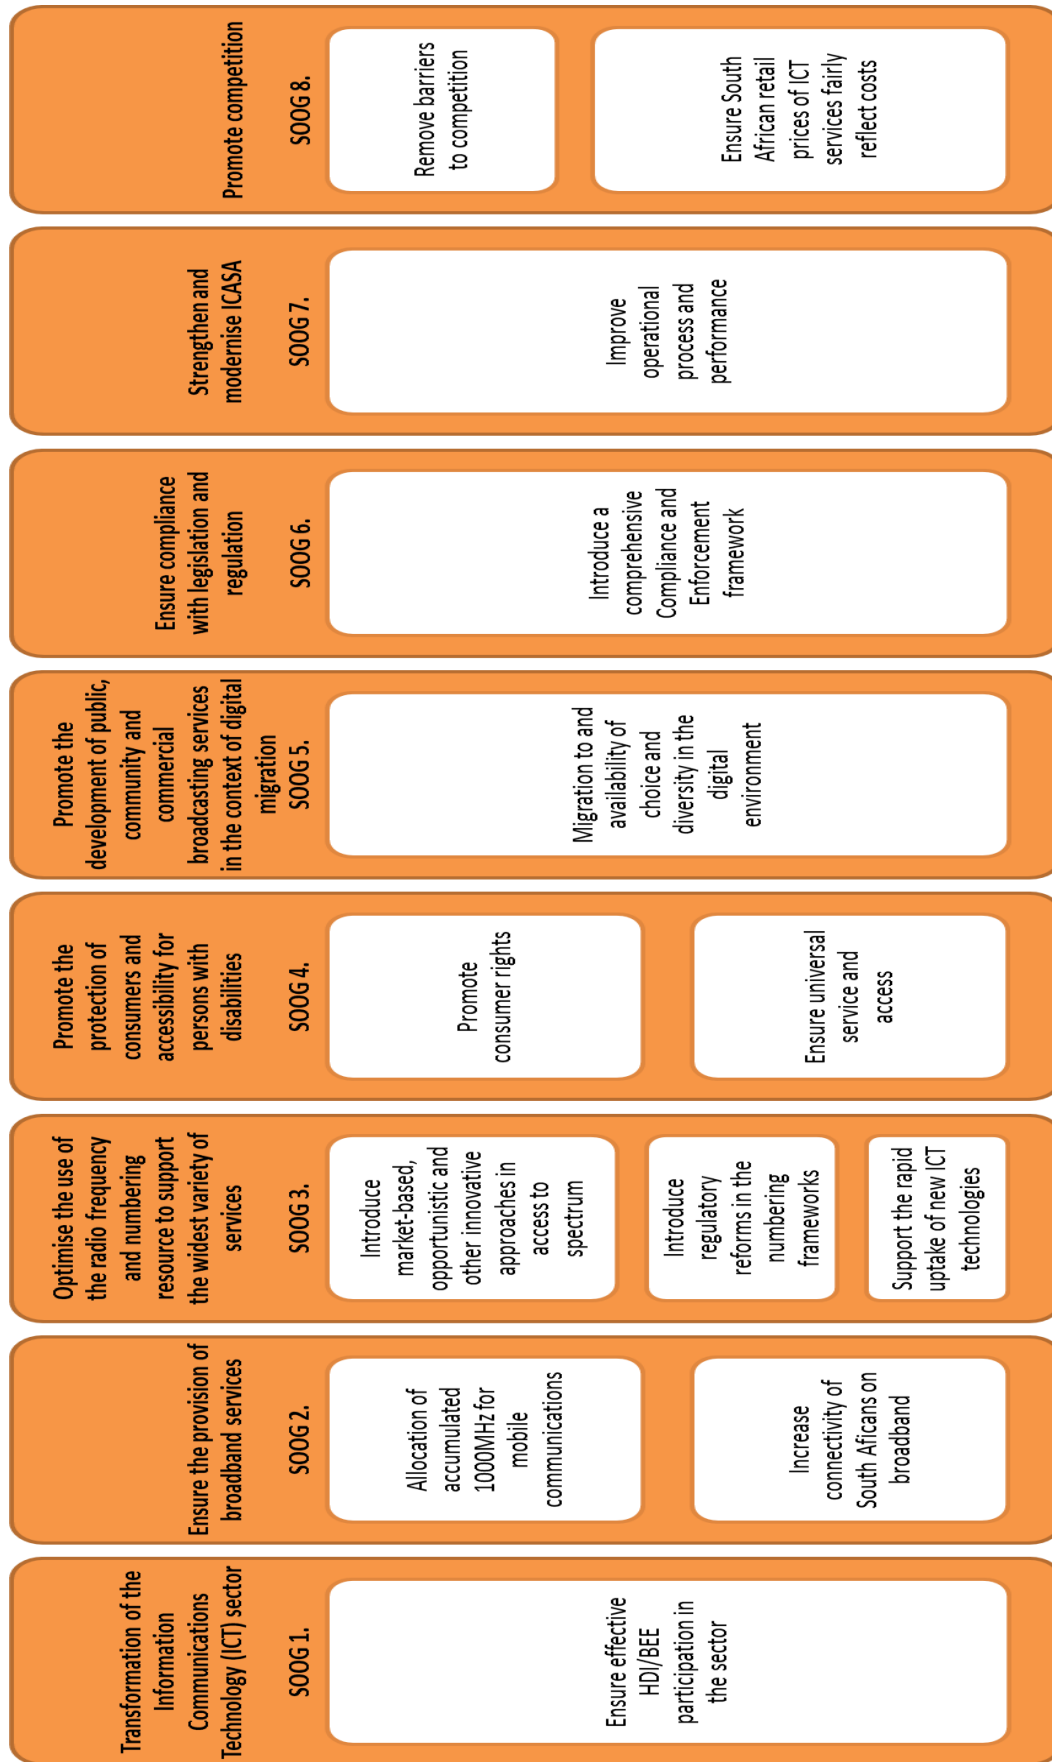 Transformation of the
Information
Communications
Technology (ICT) sector
SOOG 1.
Ensure effective
HDI/BEE
participation in
the sector
Ensure the provision of
broadband services
SOOG 2.
Allocation of
accumulated
1000MHz for
mobile
communications
Increase
connectivity of
South Aficans on
broadband
Optimise the use of
the radio frequency
and numbering
resource to support
the widest variety of
services
SOOG 3.
Introduce
market-based,
opportunistic and
other innovative
approaches in
access to
spectrum
Introduce
regulatory
reforms in the
numbering
frameworks
Support the rapid
uptake of new ICT
technologies
Promote the
protection of
consumers and
accessibility for
persons with
disabilities
SOOG 4.
Promote
consumer rights
Ensure universal
service and
access
Promote the
development of public,
community and
commercial
broadcasting services
in the context of digital
migration
SOOG 5.
Migration to and
availability of
choice and
diversity in the
digital
environment
Ensure compliance
with legislation and
regulation
SOOG 6.
Introduce a
comprehensive
Compliance and
Enforcement
framework
Strengthen and
modernise ICASA
SOOG 7.
Improve
operational
process and
performance
Promote competition
SOOG 8.
Remove barriers
to competition
Ensure South
African retail
prices of ICT
services fairly
reflect costs